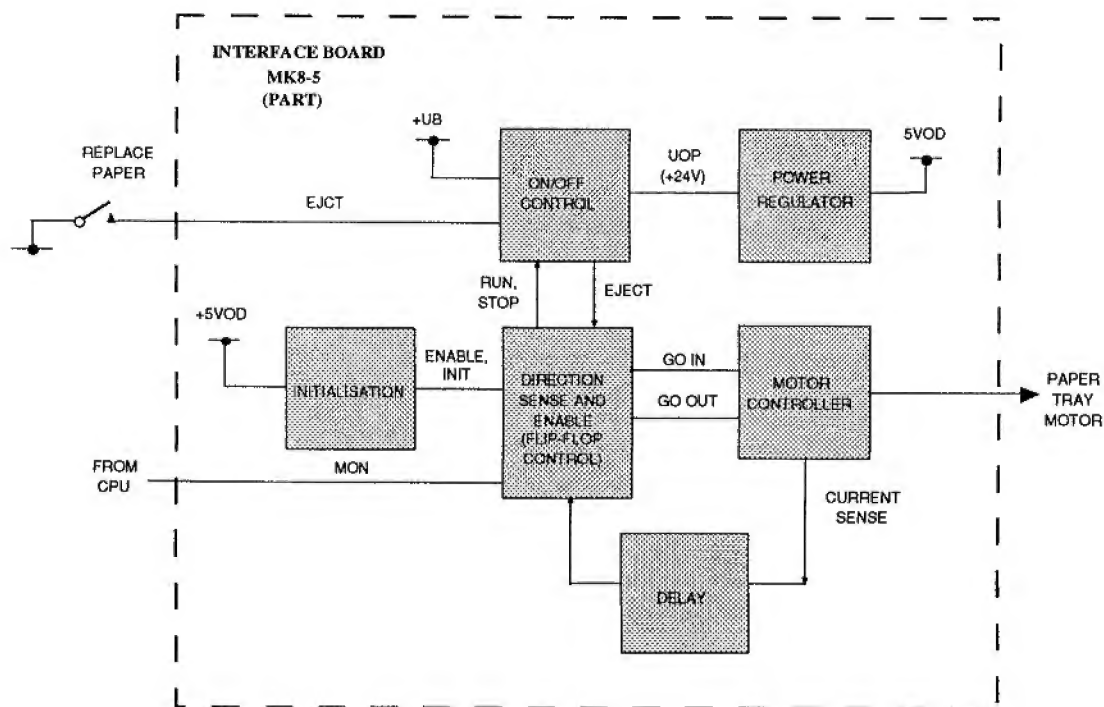 INTERFACE BOARD
MK8-5
(PART)
+UB
REPLACE
PAPER
EJCT
ON/OFF
CONTROL
UOP
(+24V)
POWER
REGULATOR
5VOD
RUN,
STOP
EJECT
+5VOD
INITIALISATION
ENABLE,
INIT
DIRECTION
SENSE AND
ENABLE
(FLIP-FLOP
CONTROL)
GO IN
GO OUT
MOTOR
CONTROLLER
PAPER
TRAY
MOTOR
FROM
CPU
MON
CURRENT
SENSE
DELAY